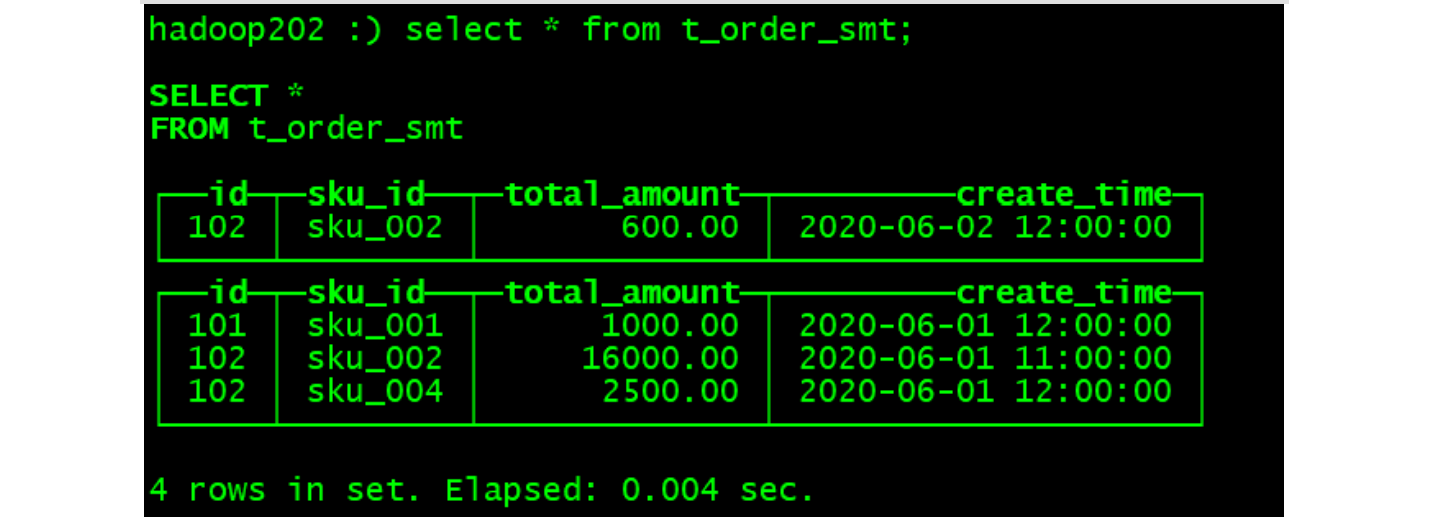 hadoop202 :) select * from t_order_smt;
SELECT *
FROM t_order_smt
id sku_id total_amount create_time
102 sku_002 600.00 2020-06-02 12:00:00
id sku_id total_amount create_time
101 sku_001 1000.00 2020-06-01 12:00:00
102 sku_002 16000.00 2020-06-01 11:00:00
102 sku_004 2500.00 2020-06-01 12:00:00
4 rows in set. Elapsed: 0.004 sec.